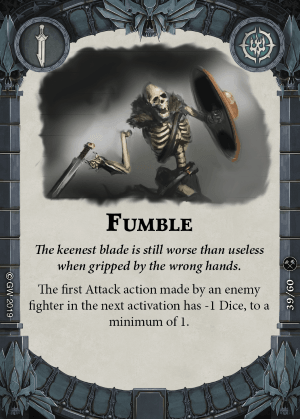 FUMBLE
The keenest blade is still worse than useless
when gripped by the wrong hands.
The first Attack action made by an enemy
fighter in the next activation has -1 Dice, to a
minimum of 1.
© GW 2019
39/60